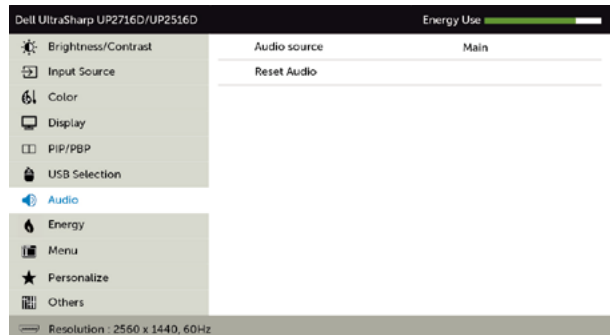 Dell UltraSharp UP2716D/UP2516D Energy Use
Brightness/Contrast Audio source Main
Input Source Reset Audio
Color
Display
PIP/PBP
USB Selection
Audio
Energy
Menu
Personalize
Others
Resolution : 2560 x 1440, 60Hz